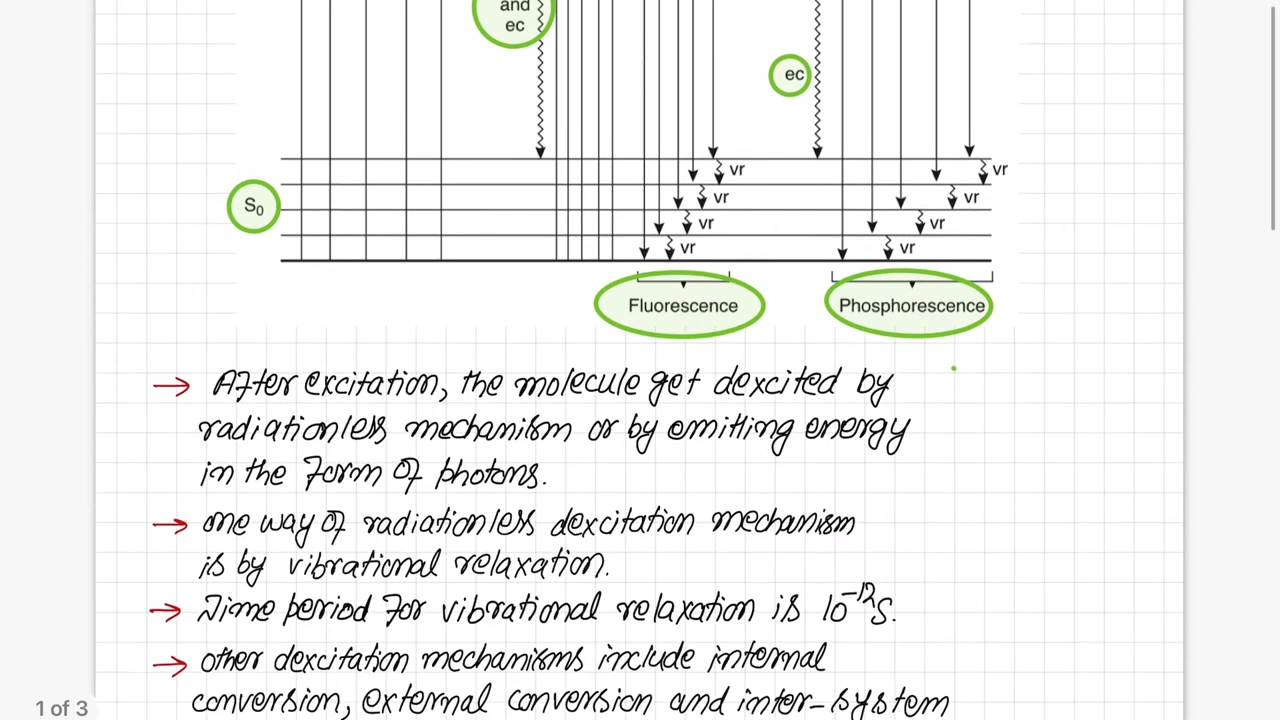 and
ec
ec
vr
vr
vr
vr
S0
vr
vr
vr
vr
Fluorescence
Phosphorescence
→ After excitation, the molecule get dexcited by
radiationless mechanism or by emitting energy
in the form of photons.
→ one way of radiationless dexcitation mechanism
is by vibrational relaxation.
→ Time period for vibrational relaxation is 10⁻¹²s.
→ other dexcitation mechanisms include internal
conversion, external conversion and inter-system
1 of 3